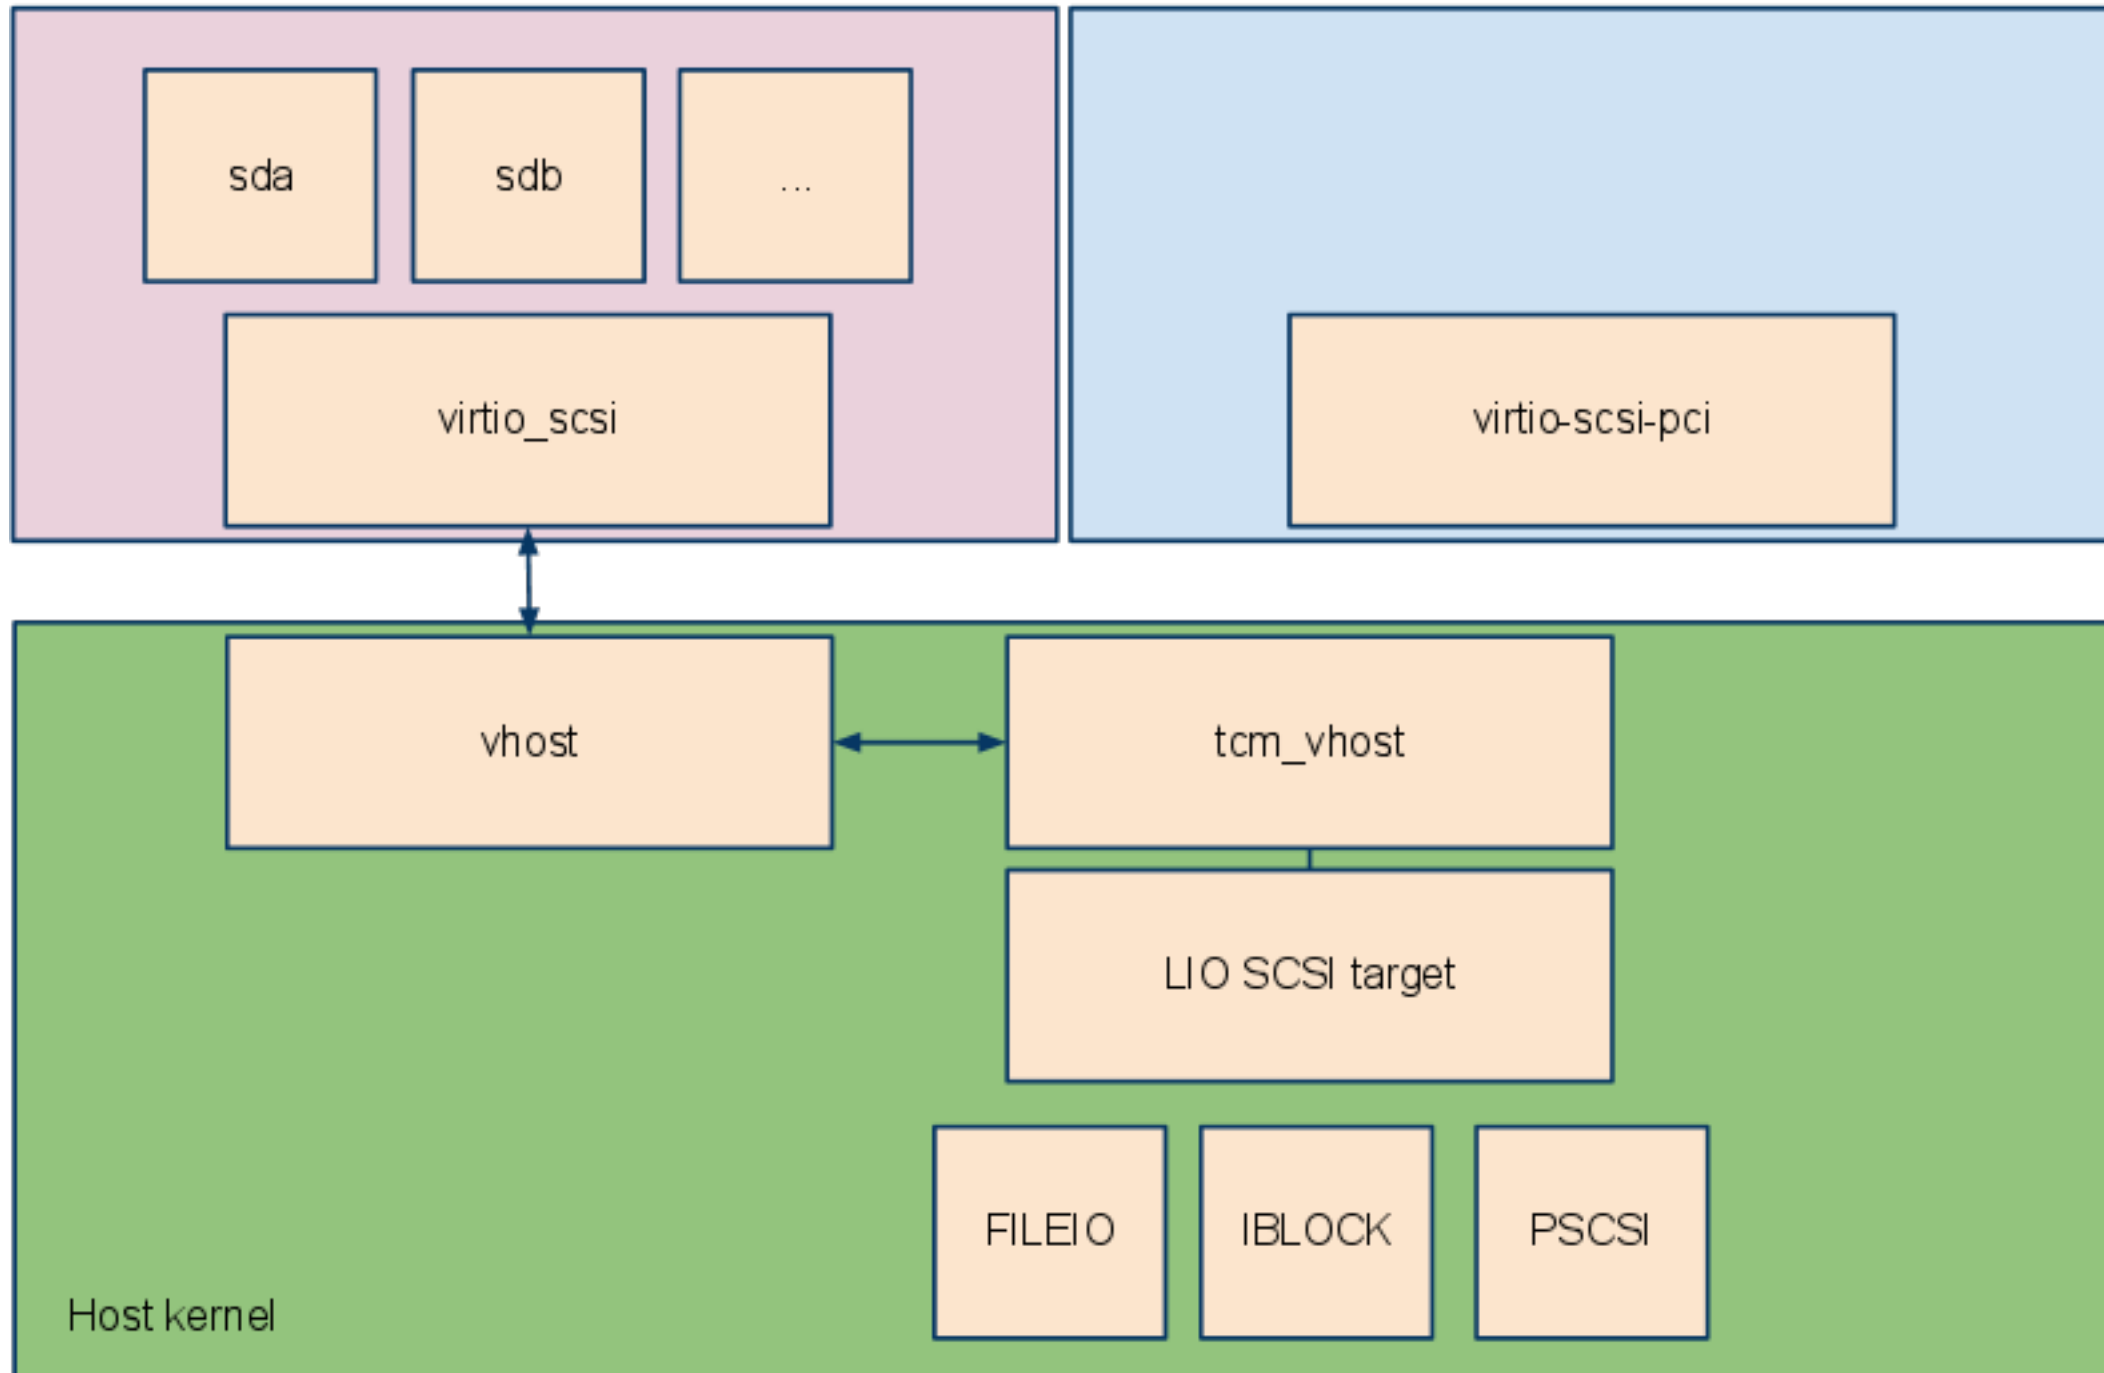 sda
sdb
...
virtio_scsi
virtio-scsi-pci
vhost
tcm_vhost
LIO SCSI target
FILEIO
IBLOCK
PSCSI
Host kernel